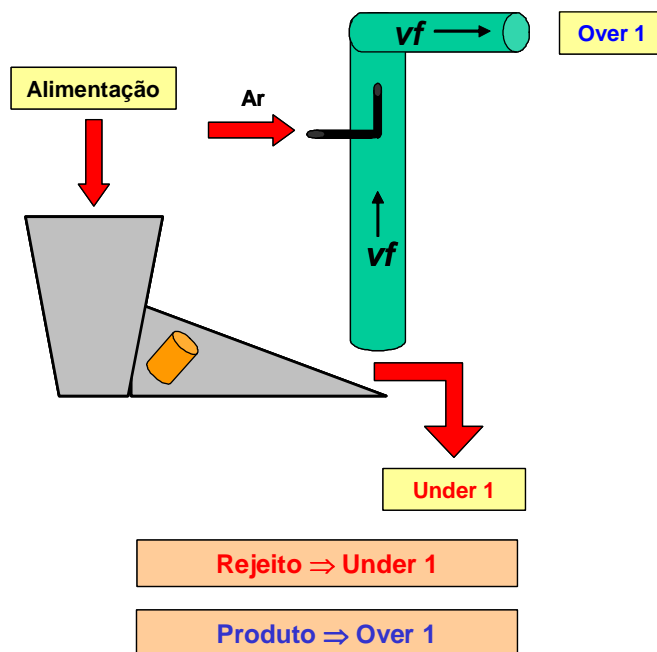 vf
Over 1
Alimentação
Ar
vf
Under 1
Rejeito ⇒ Under 1
Produto ⇒ Over 1